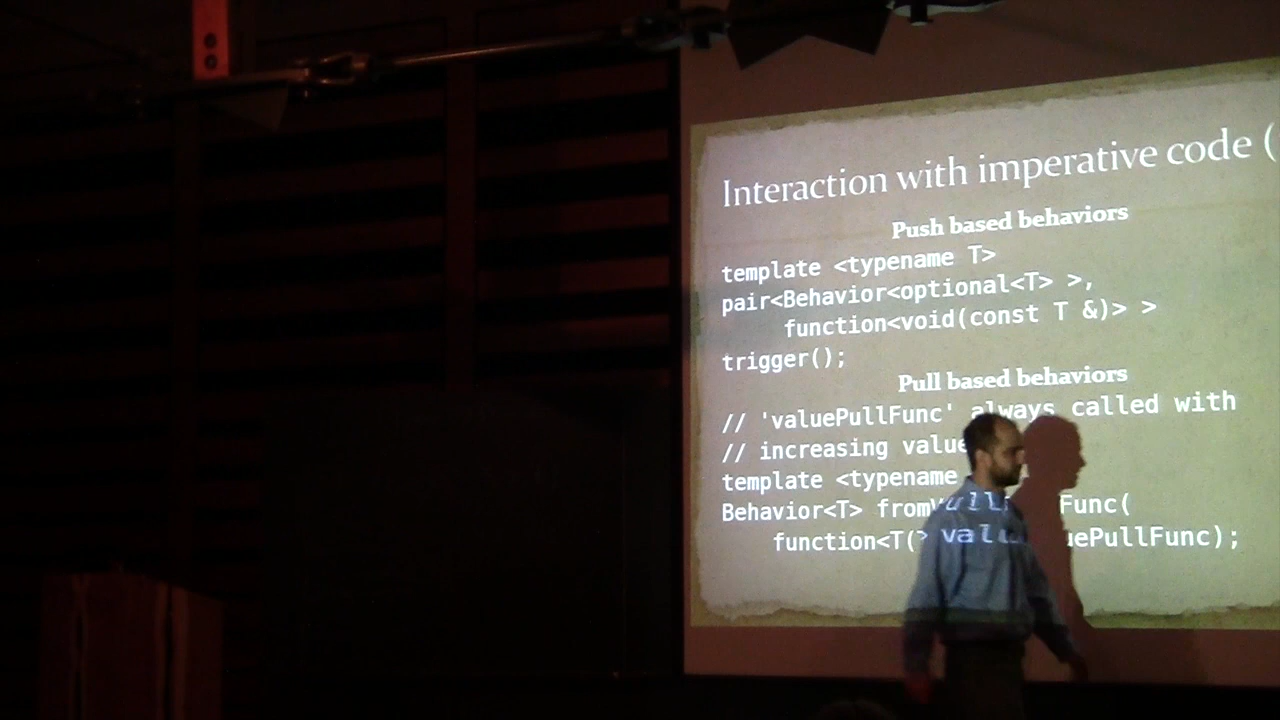 Interaction with imperative code (
Push based behaviors
template <typename T>
pair<Behavior<optional<T> >,
function<void(const T &)> >
trigger();
Pull based behaviors
// 'valuePullFunc' always called with
// increasing value
template <typename
Behavior<T> from Func(
function<T( uePullFunc);